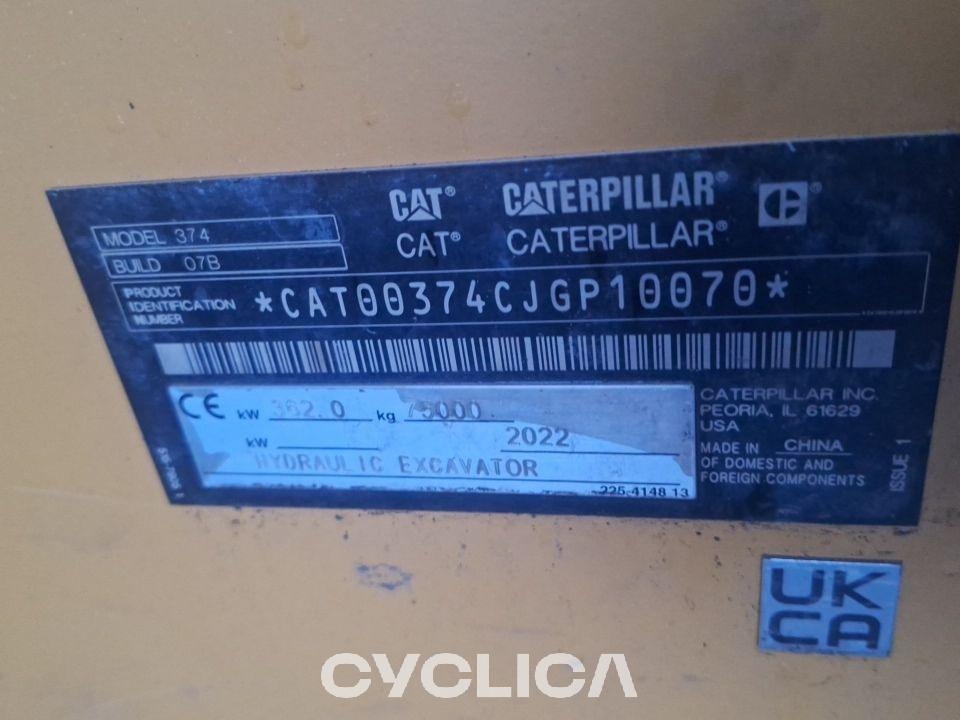 CAT® CATERPILLAR® ®
CAT® CATERPILLAR®
MODEL 374
BUILD 07B
PRODUCT
IDENTIFICATION
NUMBER
*CAT00374CJGP10070*
CE kW 362.0 kg 75000
kW 2022
HYDRAULIC EXCAVATOR
225-4148 13
CATERPILLAR INC.
PEORIA, IL 61629
USA
MADE IN CHINA
OF DOMESTIC AND
FOREIGN COMPONENTS
ISSUE 1
UK
CA
CYCLICA